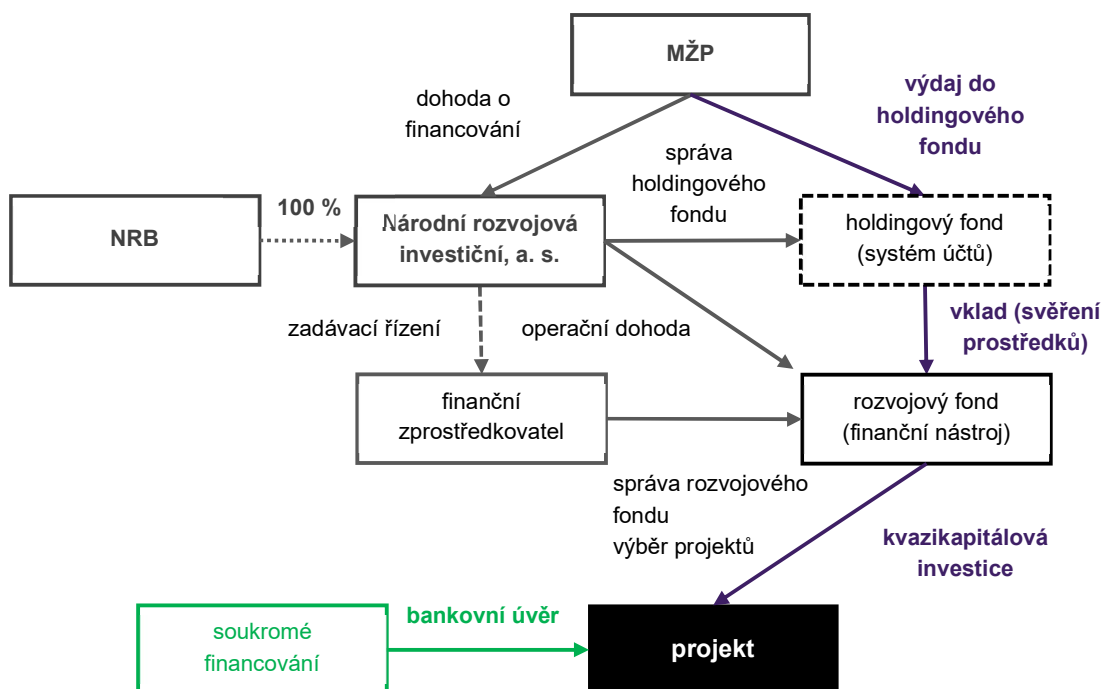 MŽP
dohoda o
financování
výdaj do
holdingového
fondu
správa
holdingového
fondu
NRB
100 %
Národní rozvojová
investiční, a. s.
holdingový fond
(systém účtů)
zadávací řízení
operační dohoda
vklad (svěření
prostředků)
finanční
zprostředkovatel
rozvojový fond
(finanční nástroj)
správa rozvojového
fondu
výběr projektů
kvazikapitálová
investice
soukromé
financování
bankovní úvěr
projekt